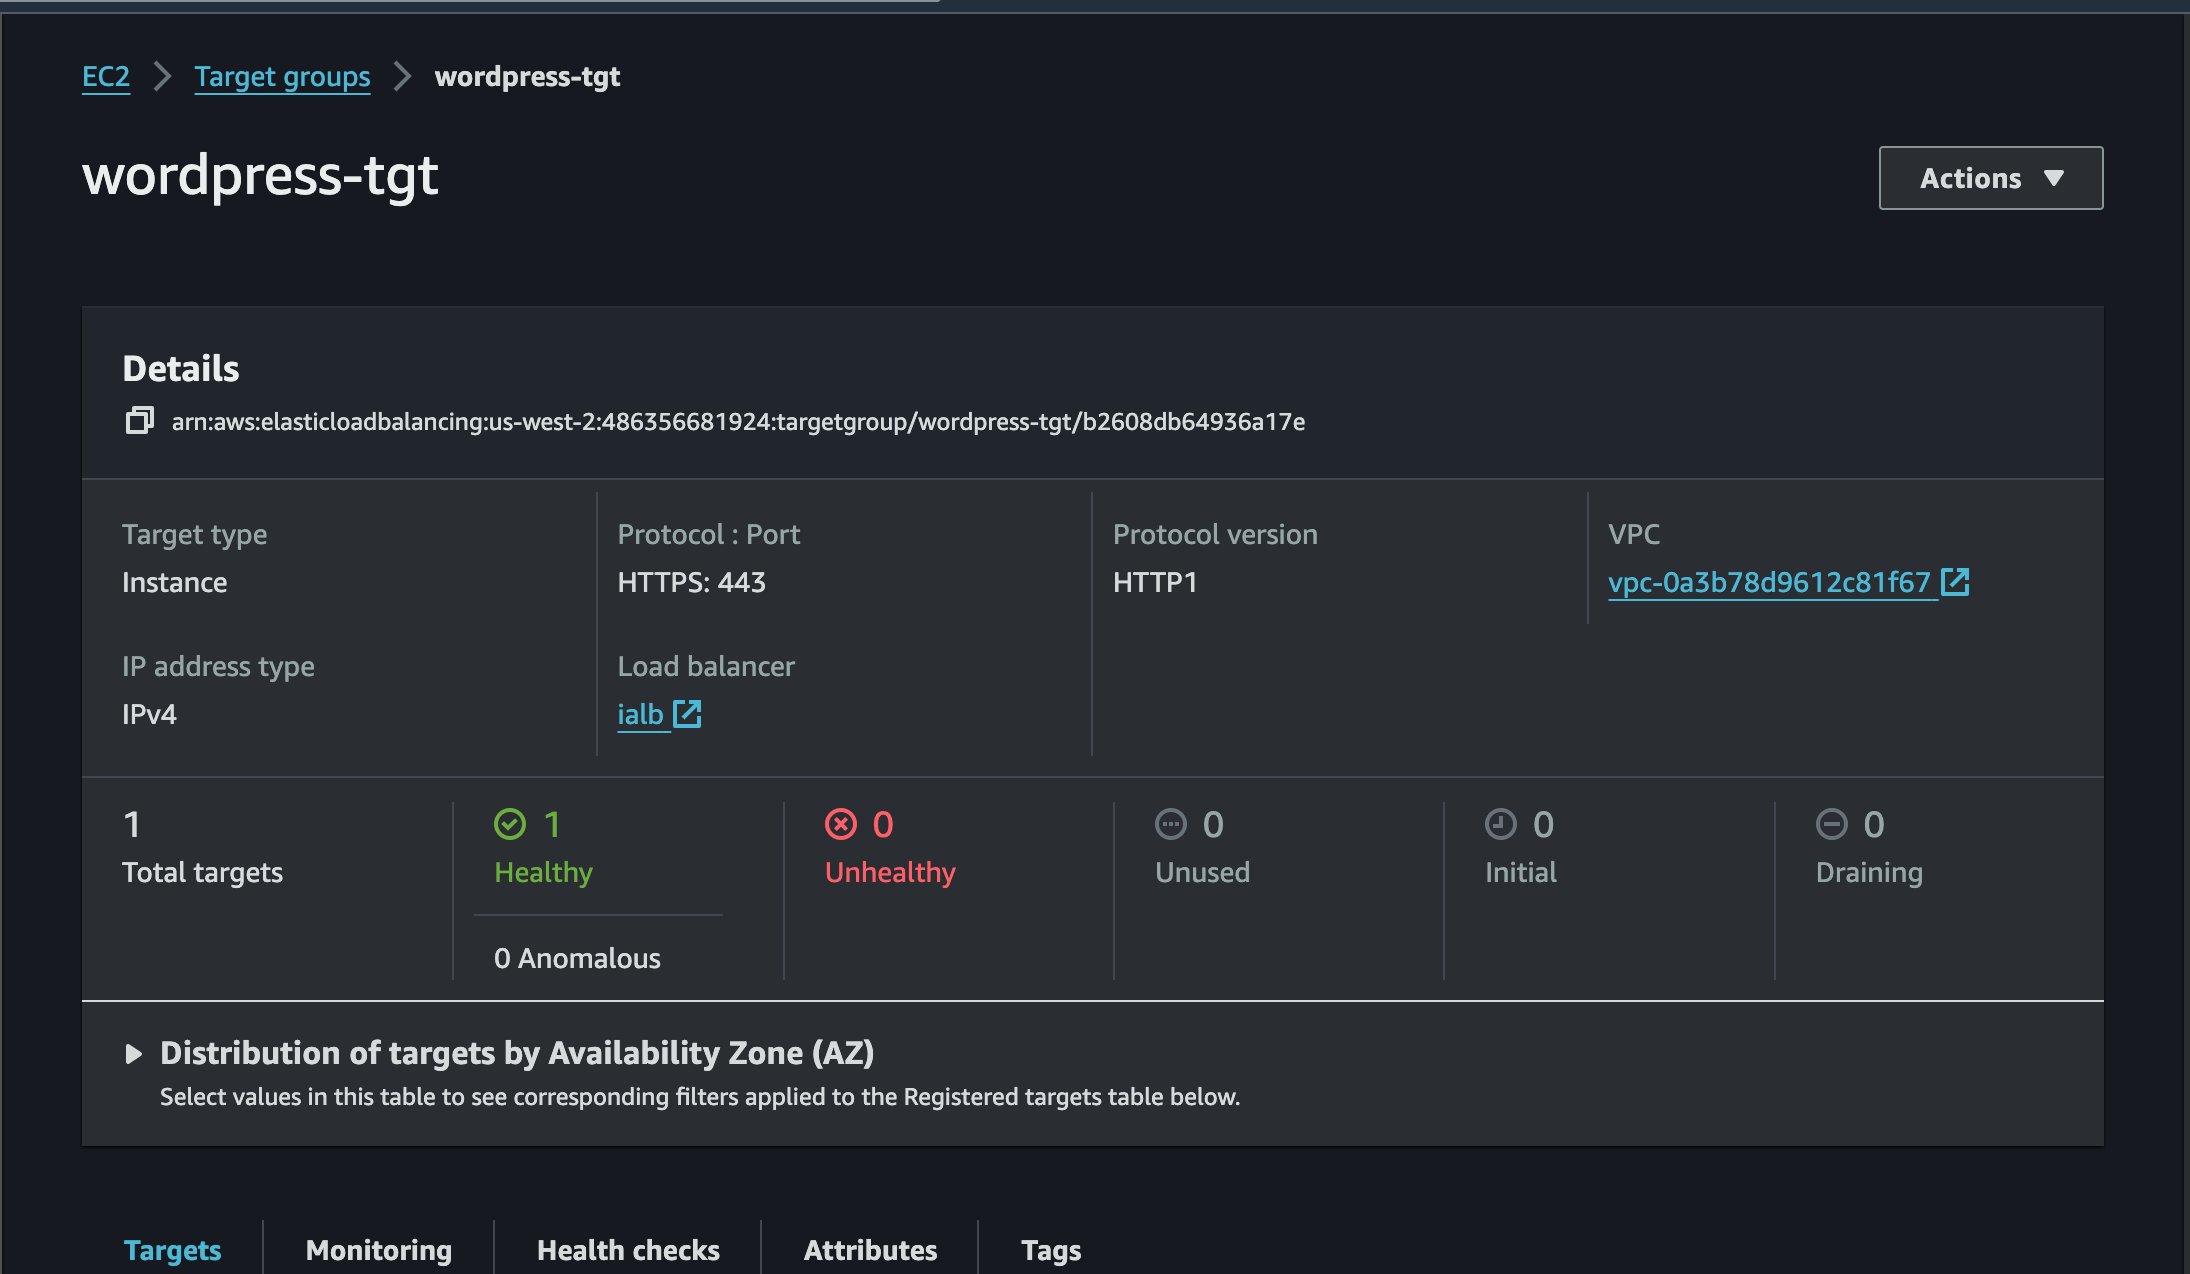 EC2 > Target groups > wordpress-tgt
wordpress-tgt
Actions
Details
arn:aws:elasticloadbalancing:us-west-2:486356681924:targetgroup/wordpress-tgt/b2608db64936a17e
Target type
Instance
Protocol : Port
HTTPS: 443
Protocol version
HTTP1
VPC
vpc-0a3b78d9612c81f67
IP address type
IPv4
Load balancer
ialb
1
Total targets
1
Healthy
0 Anomalous
0
Unhealthy
0
Unused
0
Initial
0
Draining
Distribution of targets by Availability Zone (AZ)
Select values in this table to see corresponding filters applied to the Registered targets table below.
Targets
Monitoring
Health checks
Attributes
Tags